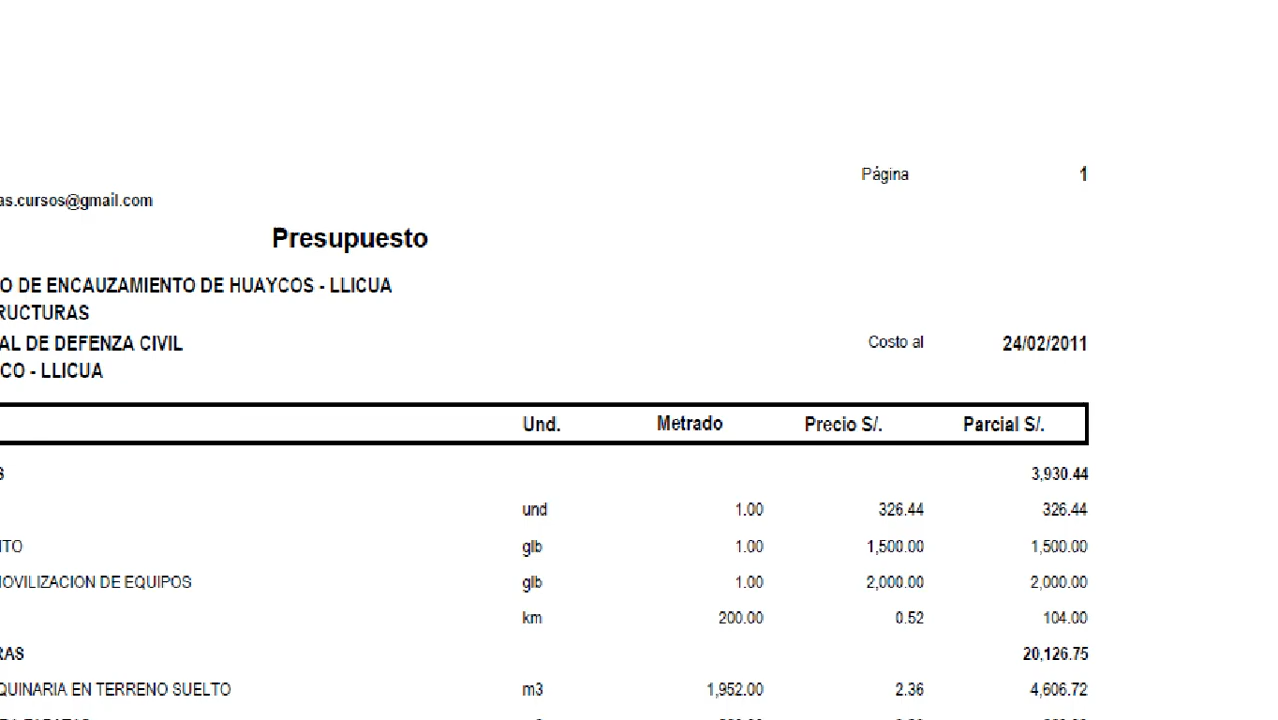 Página 1
as.cursos@gmail.com
Presupuesto
O DE ENCAUZAMIENTO DE HUAYCOS - LLICUA
RUCTURAS
AL DE DEFENZA CIVIL Costo al 24/02/2011
CO - LLICUA
Und. Metrado Precio S/. Parcial S/.
S 3,930.44
und 1.00 326.44 326.44
NTO glb 1.00 1,500.00 1,500.00
MOVILIZACION DE EQUIPOS glb 1.00 2,000.00 2,000.00
km 200.00 0.52 104.00
RAS 20,126.75
QUINARIA EN TERRENO SUELTO m3 1,952.00 2.36 4,606.72